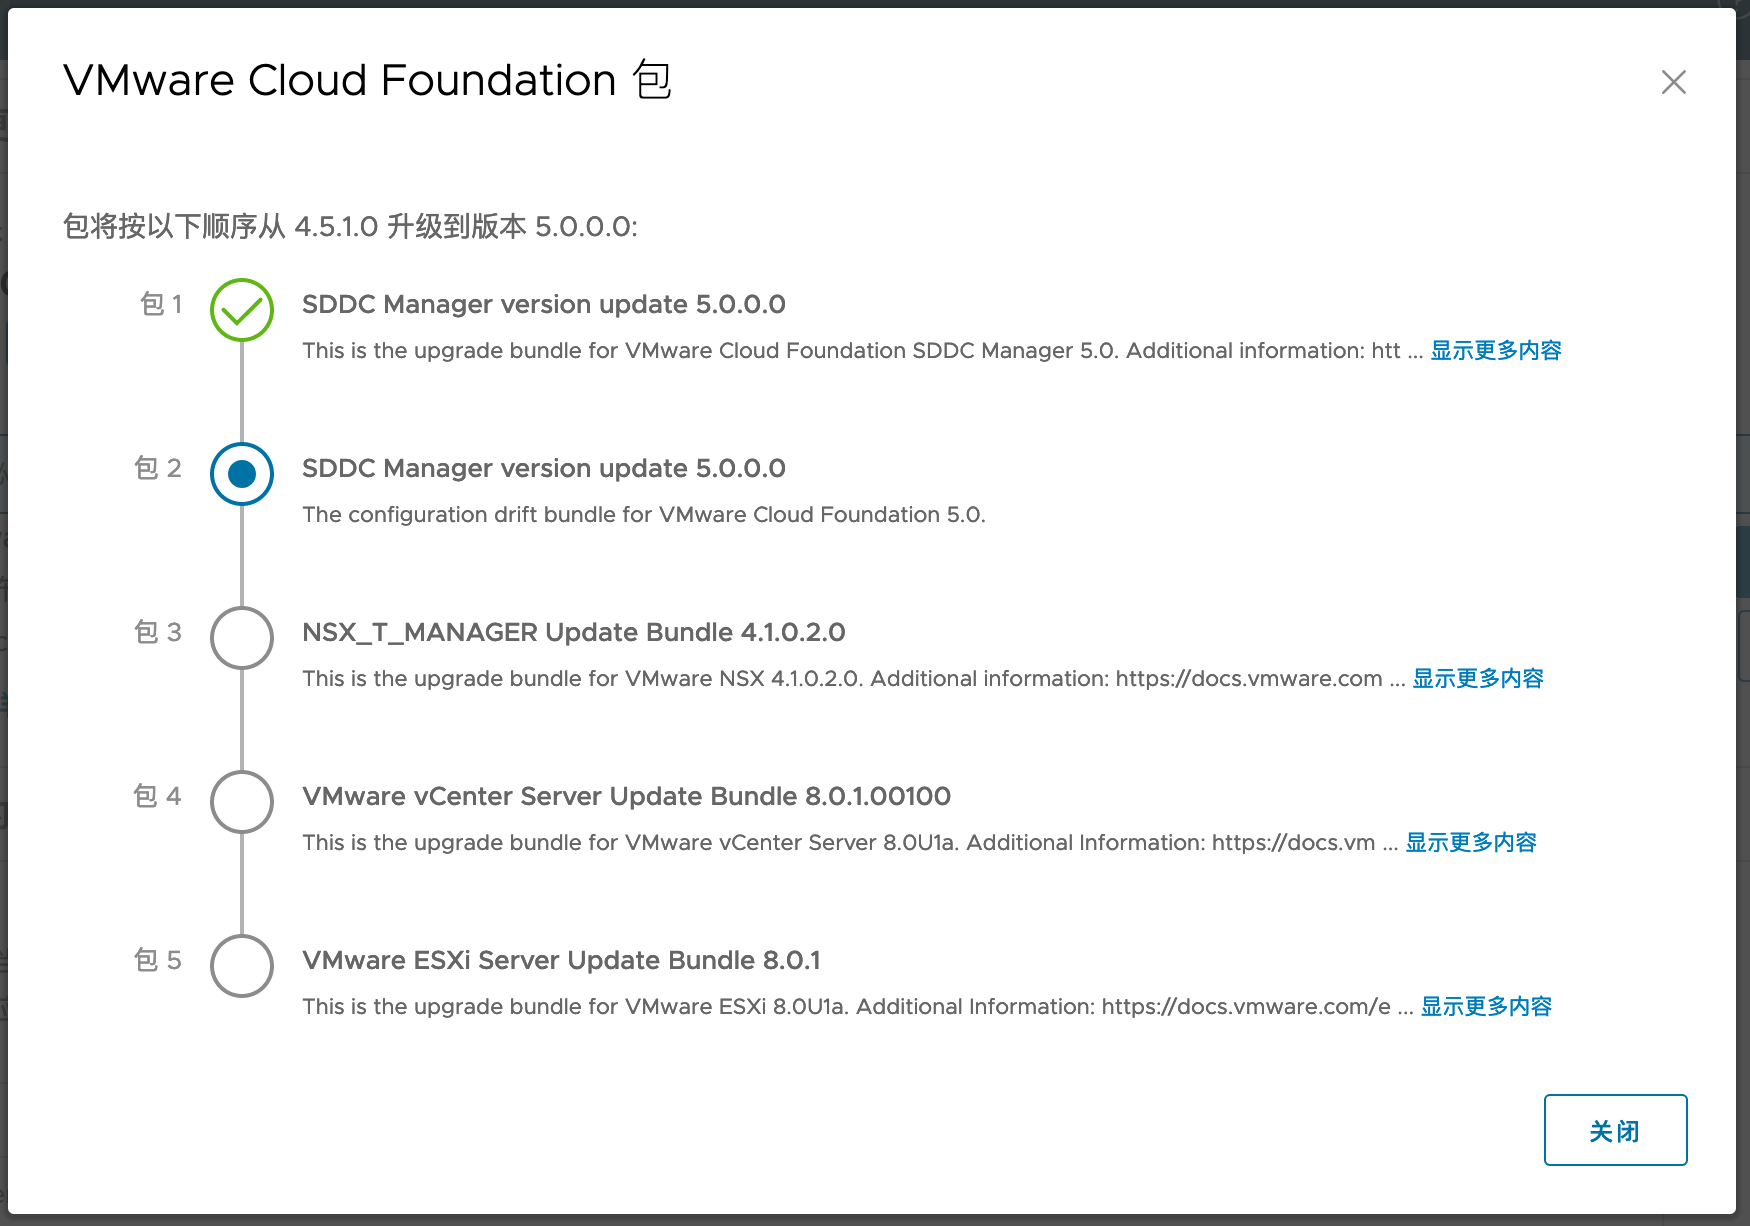 VMware Cloud Foundation 包
包将按以下顺序从 4.5.1.0 升级到版本 5.0.0.0:
包 1
SDDC Manager version update 5.0.0.0
This is the upgrade bundle for VMware Cloud Foundation SDDC Manager 5.0. Additional information: htt ... 显示更多内容
包 2
SDDC Manager version update 5.0.0.0
The configuration drift bundle for VMware Cloud Foundation 5.0.
包 3
NSX_T_MANAGER Update Bundle 4.1.0.2.0
This is the upgrade bundle for VMware NSX 4.1.0.2.0. Additional information: https://docs.vmware.com ... 显示更多内容
包 4
VMware vCenter Server Update Bundle 8.0.1.00100
This is the upgrade bundle for VMware vCenter Server 8.0U1a. Additional Information: https://docs.vm ... 显示更多内容
包 5
VMware ESXi Server Update Bundle 8.0.1
This is the upgrade bundle for VMware ESXi 8.0U1a. Additional Information: https://docs.vmware.com/e ... 显示更多内容
关闭